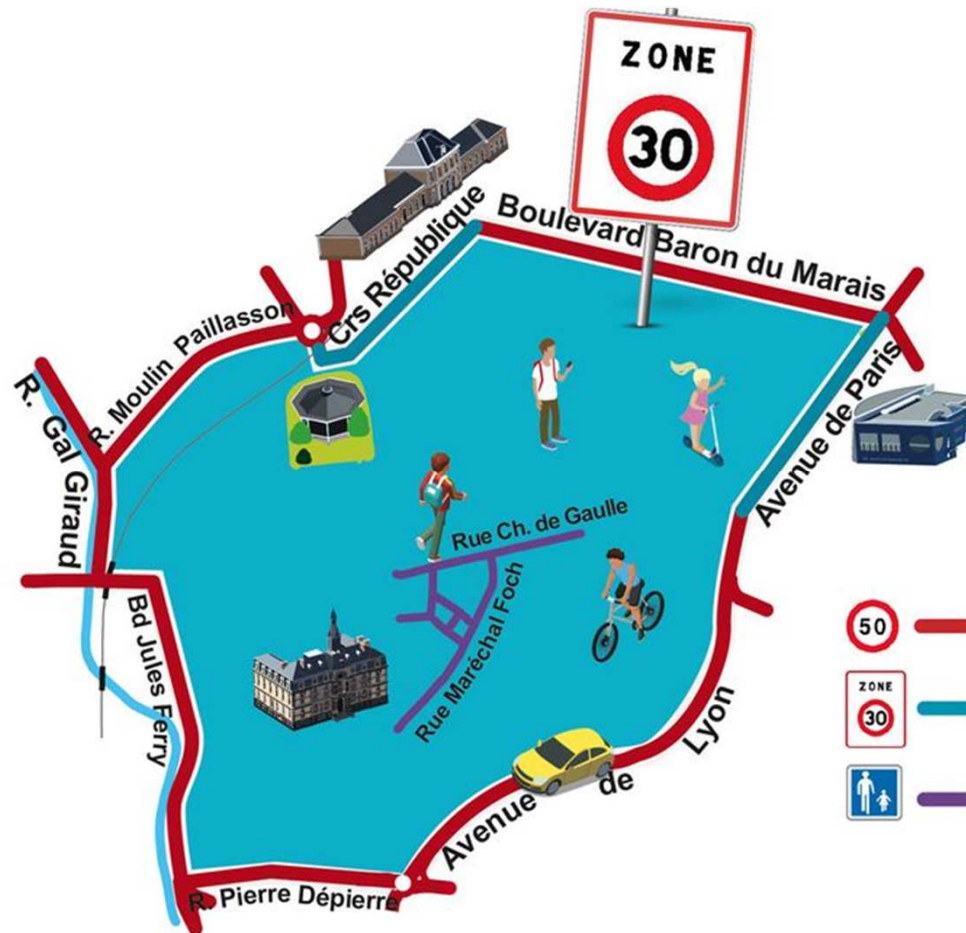 ZONE
30
Boulevard Baron du Marais
Crs République
R. Moulin Paillasson
R. Gal Giraud
Avenue de Paris
Rue Ch. de Gaulle
Rue Maréchal Foch
Bd Jules Ferry
50
ZONE
30
Avenue de Lyon
R. Pierre Dépierre